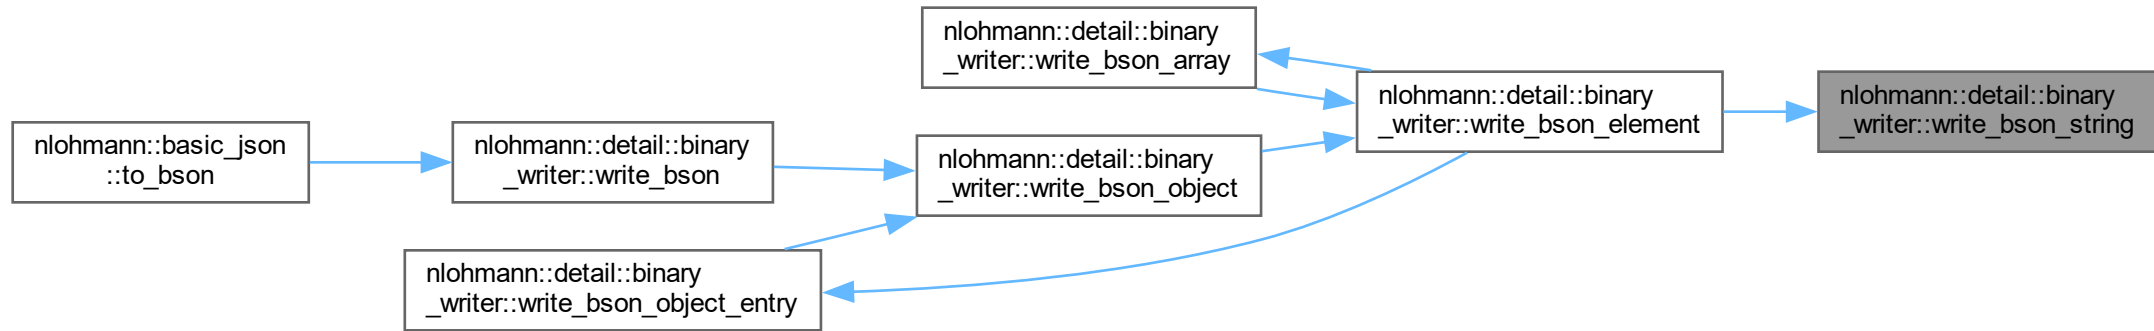 nlohmann::basic_json
::to_bson
nlohmann::detail::binary
_writer::write_bson
nlohmann::detail::binary
_writer::write_bson_object_entry
nlohmann::detail::binary
_writer::write_bson_array
nlohmann::detail::binary
_writer::write_bson_object
nlohmann::detail::binary
_writer::write_bson_element
nlohmann::detail::binary
_writer::write_bson_string